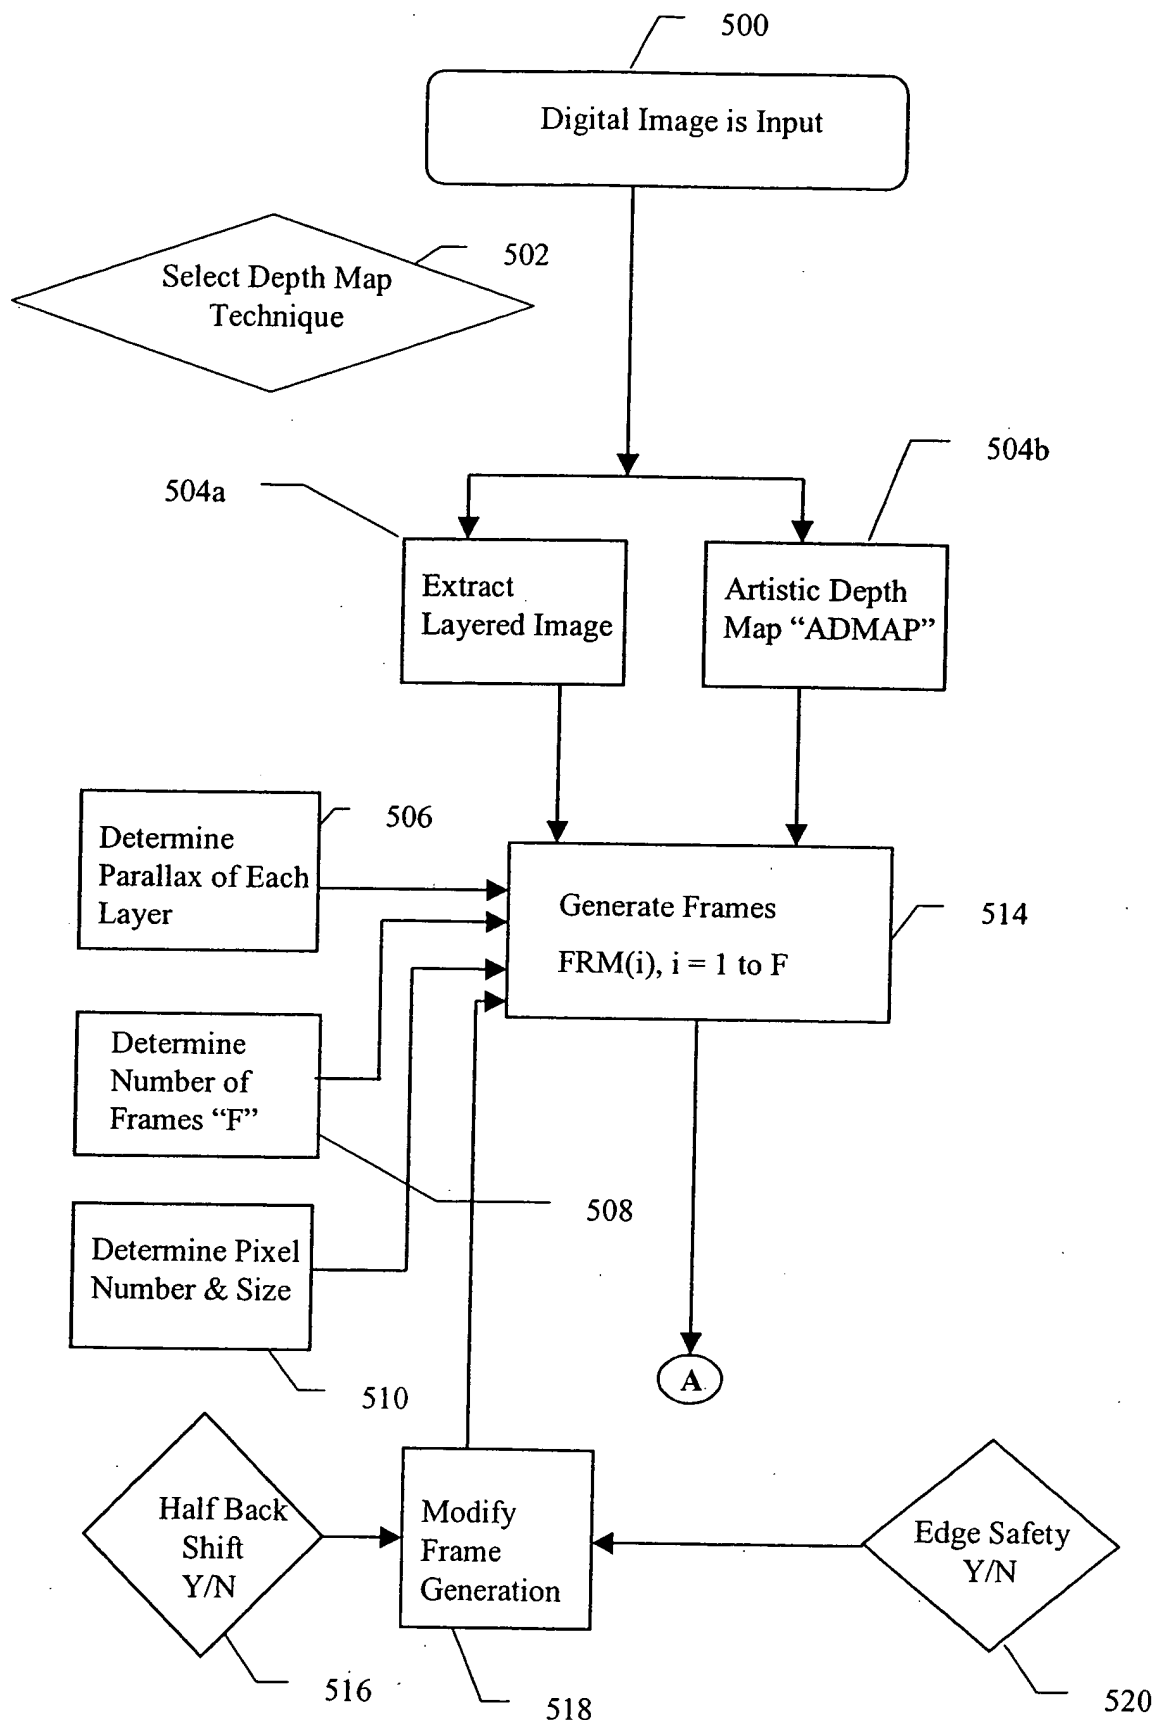 500
Digital Image is Input
502
Select Depth Map
Technique
504b
504a
Extract
Layered Image
Artistic Depth
Map “ADMAP”
506
Determine
Parallax of Each
Layer
Generate Frames
FRM(i), i = 1 to F
514
Determine
Number of
Frames “F”
508
Determine Pixel
Number & Size
510
A
Half Back
Shift
Y/N
Modify
Frame
Generation
Edge Safety
Y/N
516
518
520